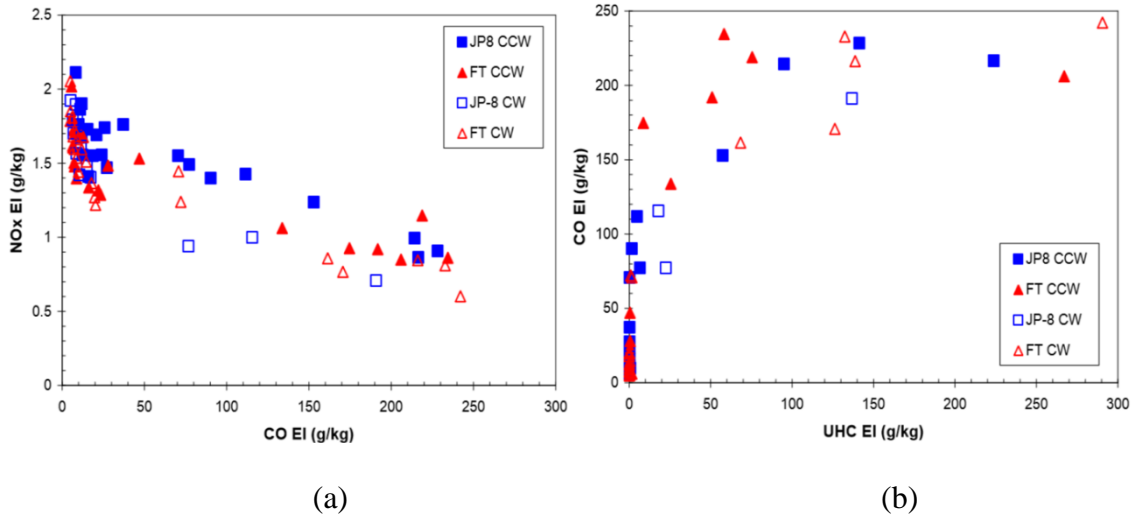 2.5
2
1.5
1
0.5
0
NOx EI (g/kg)
0 50 100 150 200 250 300
CO EI (g/kg)
JP8 CCW
FT CCW
JP-8 CW
FT CW
(a)
250
200
150
100
50
0
CO EI (g/kg)
0 50 100 150 200 250 300
UHC EI (g/kg)
JP8 CCW
FT CCW
JP-8 CW
FT CW
(b)